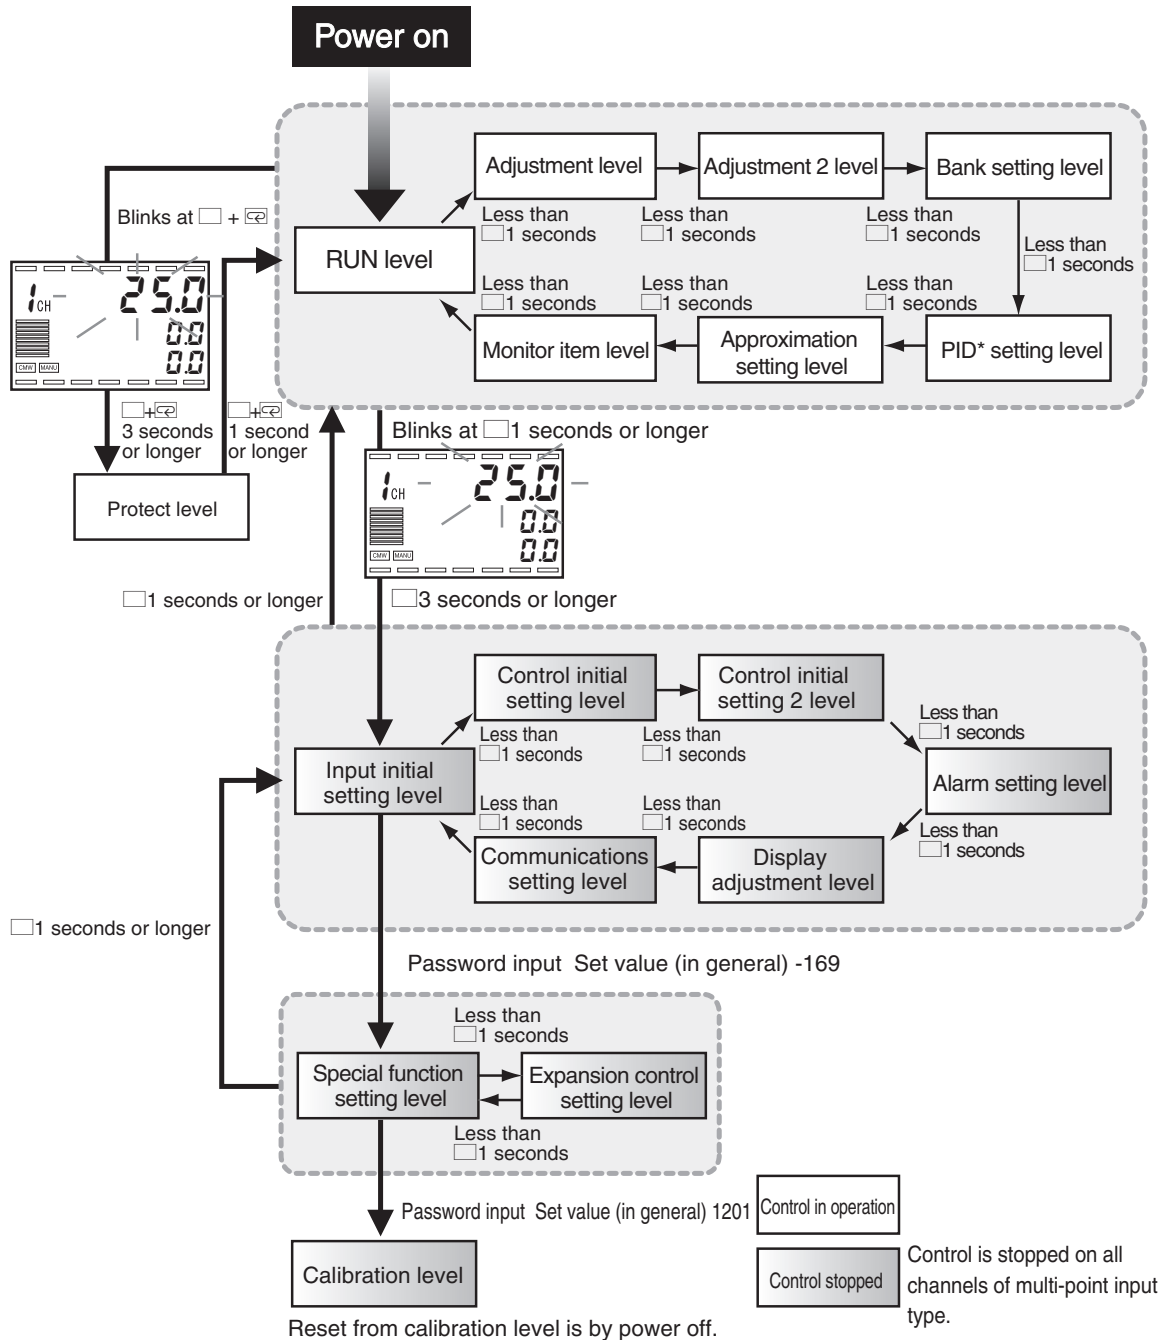 Power on
Adjustment level
Adjustment 2 level
Bank setting level
Less than
1 seconds
Less than
1 seconds
Less than
1 seconds
Less than
1 seconds
RUN level
Less than
1 seconds
Less than
1 seconds
Less than
1 seconds
Monitor item level
Approximation
setting level
PID* setting level
Blinks at +
1 CH 25.0
0.0
0.0
CMW MANU
+
3 seconds
or longer
+
1 second
or longer
Protect level
Blinks at 1 seconds or longer
1 CH 25.0
0.0
0.0
CMW MANU
1 seconds or longer
3 seconds or longer
Control initial
setting level
Control initial
setting 2 level
Less than
1 seconds
Less than
1 seconds
Less than
1 seconds
Input initial
setting level
Alarm setting level
Less than
1 seconds
Less than
1 seconds
Less than
1 seconds
Communications
setting level
Display
adjustment level
1 seconds or longer
Password input Set value (in general) -169
Less than
1 seconds
Special function
setting level
Expansion control
setting level
Less than
1 seconds
Password input Set value (in general) 1201
Control in operation
Calibration level
Control stopped
Control is stopped on all
channels of multi-point input
type.
Reset from calibration level is by power off.